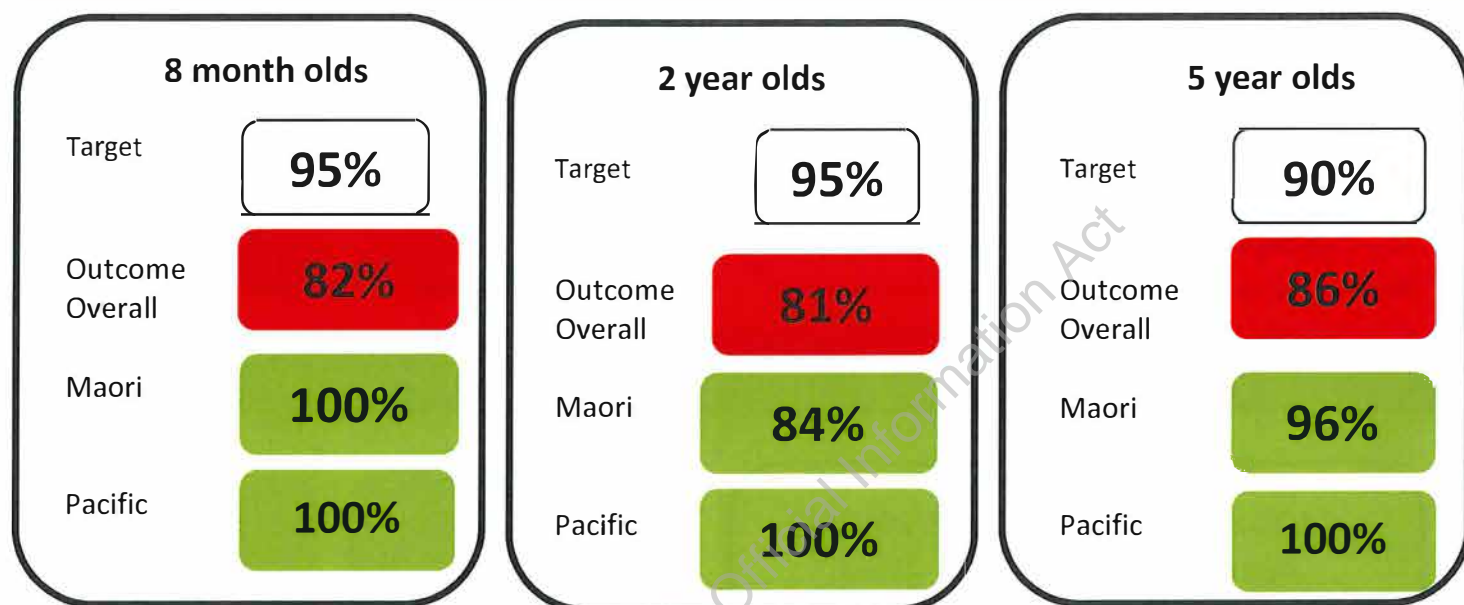 8 month olds
Target
95%
Outcome
Overall
82%
Maori
100%
Pacific
100%
2 year olds
Target
95%
Outcome
Overall
81%
Maori
84%
Pacific
100%
5 year olds
Target
90%
Outcome
Overall
86%
Maori
96%
Pacific
100%
Official Information Act